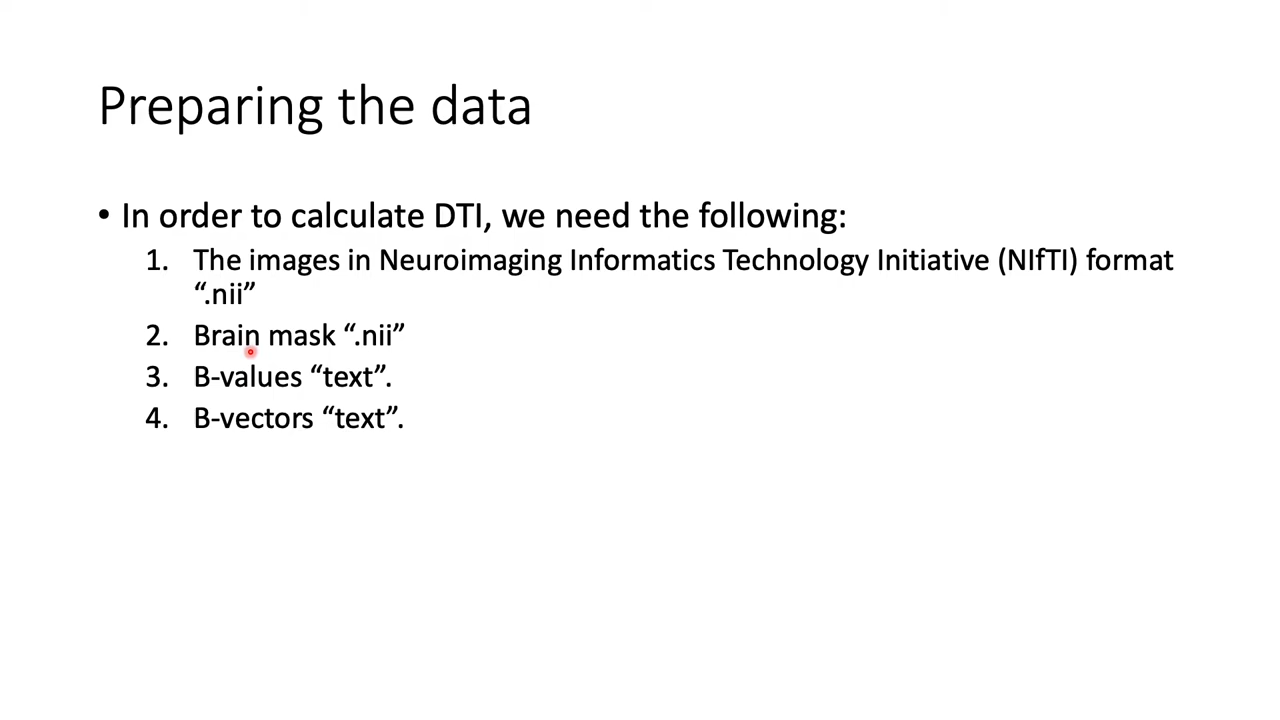 Preparing the data
• In order to calculate DTI, we need the following:
1. The images in Neuroimaging Informatics Technology Initiative (NIfTI) format
“.nii”
2. Brain mask “.nii”
3. B-values “text”.
4. B-vectors “text”.